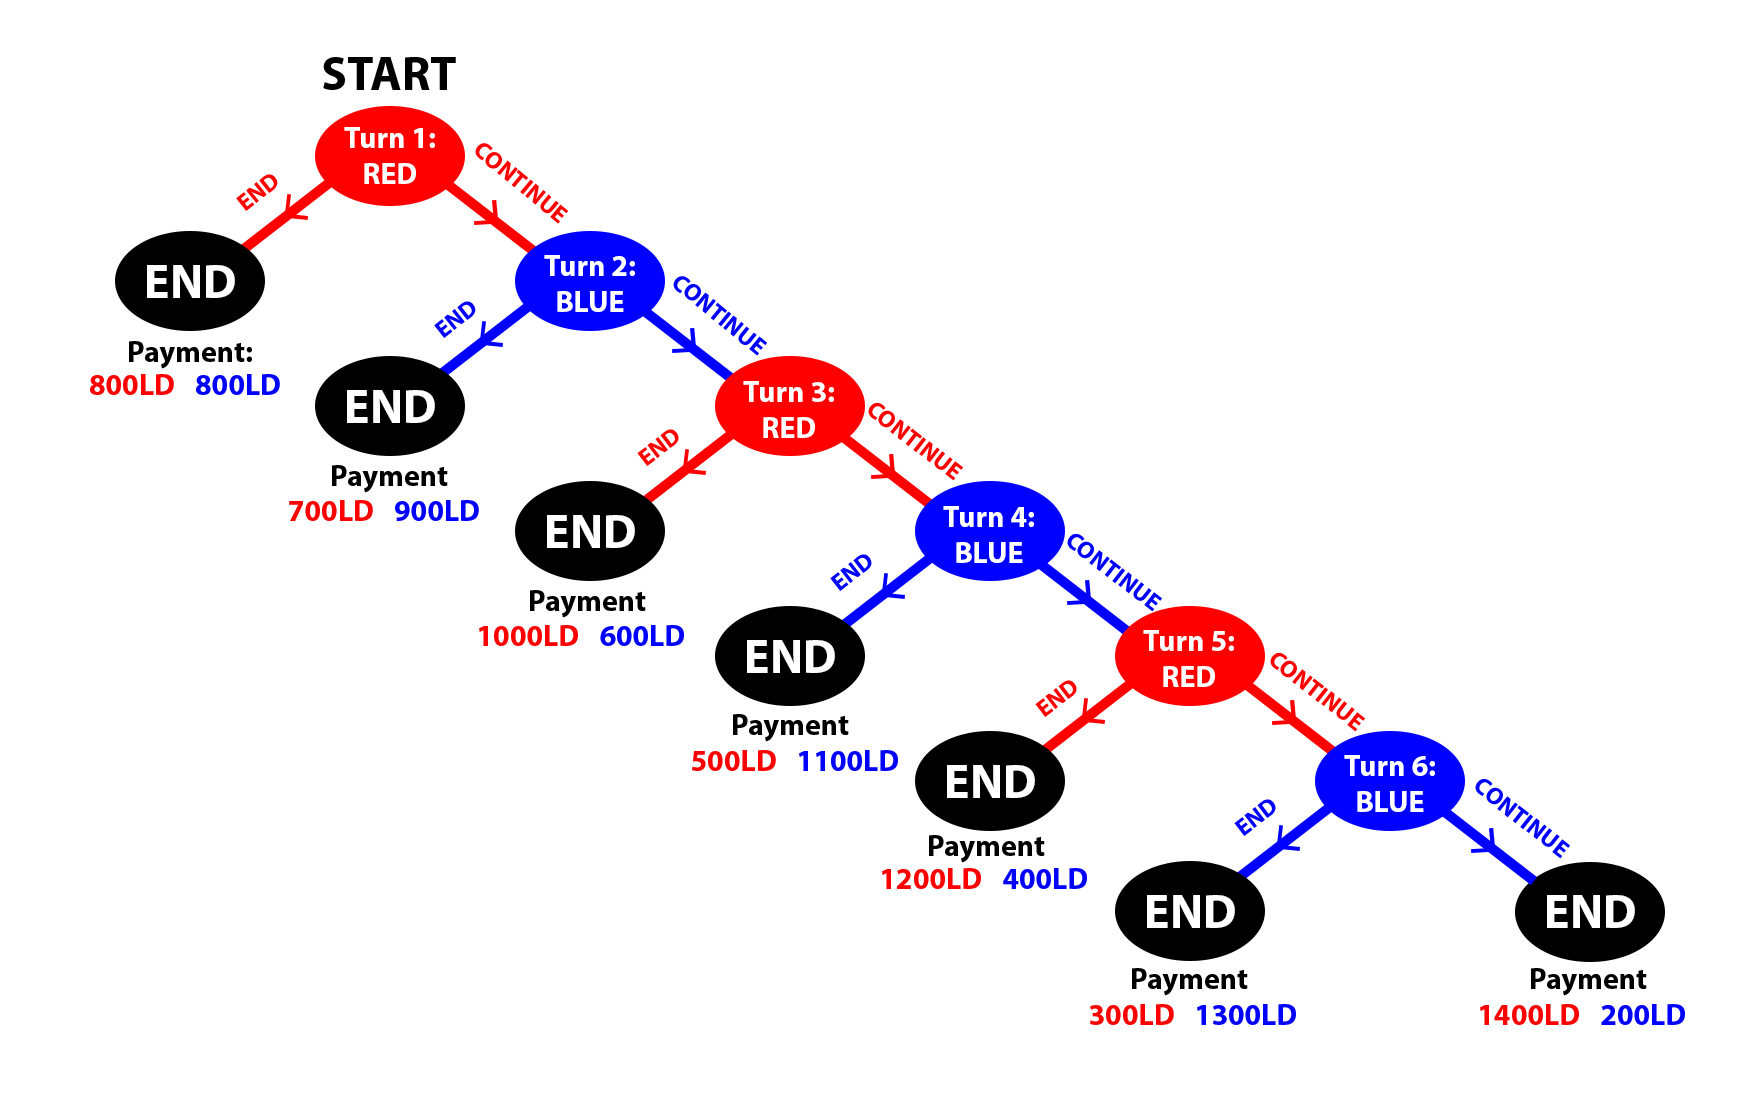 START
Turn 1:
RED
END
CONTINUE
END
Payment:
800LD 800LD
Turn 2:
BLUE
END
CONTINUE
END
Payment
700LD 900LD
Turn 3:
RED
END
CONTINUE
END
Payment
1000LD 600LD
Turn 4:
BLUE
END
CONTINUE
END
Payment
500LD 1100LD
Turn 5:
RED
END
CONTINUE
END
Payment
1200LD 400LD
Turn 6:
BLUE
END
CONTINUE
END
Payment
300LD 1300LD
END
Payment
1400LD 200LD